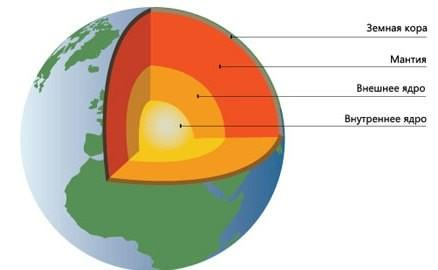 Земная кора
Мантия
Внешнее ядро
Внутреннее ядро